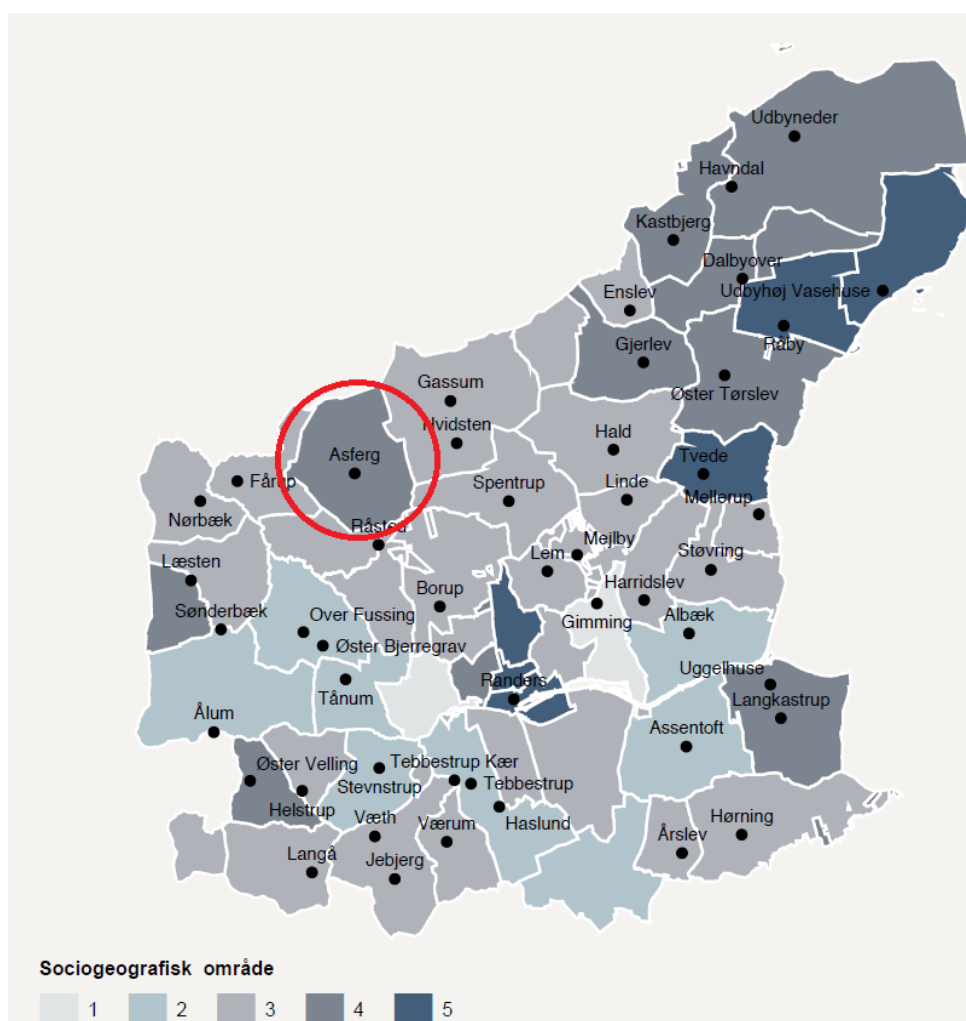 Udbyneder
Havndal
Kastbjerg
Dalbyover
Enslev
Udbyhøj Vasehuse
Gjerlev
Råby
Gassum
Øster Tørslev
Hvidsten
Hald
Asferg
Tvede
Fårup
Spentrup
Linde
Mellerup
Nørbæk
Råsted
Mejlby
Læsten
Lem
Støvring
Borup
Harridslev
Sønderbæk
Over Fussing
Gimming
Albæk
Øster Bjerregrav
Uggelhuse
Randers
Tånum
Langkastrup
Ålum
Assentoft
Øster Velling
Tebbestrup Kær
Stevnstrup
Tebbestrup
Helstrup
Væth
Værum
Haslund
Hørning
Årslev
Langå
Jebjerg
Sociogeografisk område
1 2 3 4 5